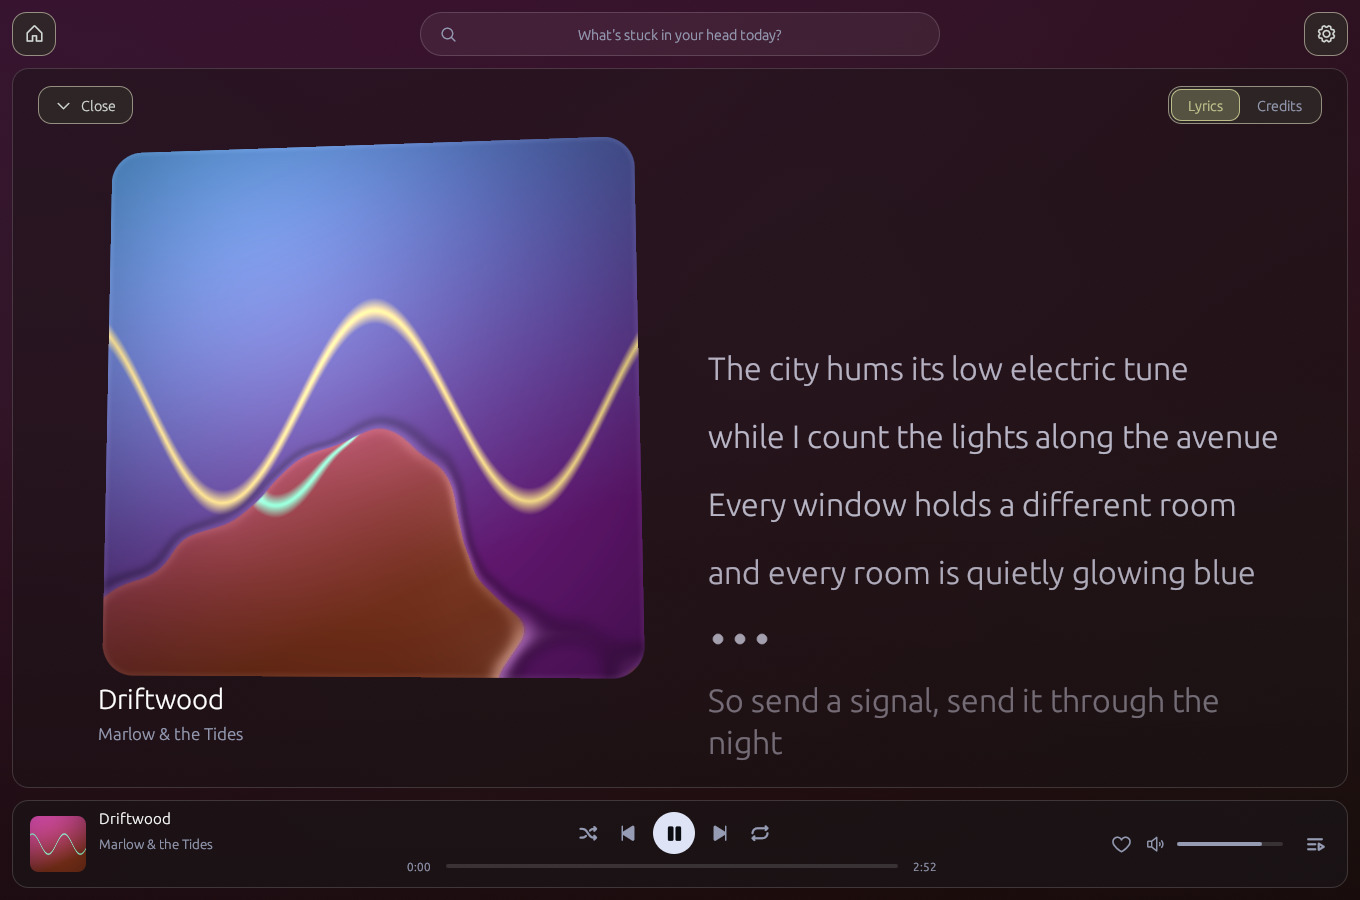 What's stuck in your head today?
Close
Lyrics
Credits
The city hums its low electric tune
while I count the lights along the avenue
Every window holds a different room
and every room is quietly glowing blue
So send a signal, send it through the
night
Driftwood
Marlow & the Tides
Driftwood
Marlow & the Tides
0:00
2:52